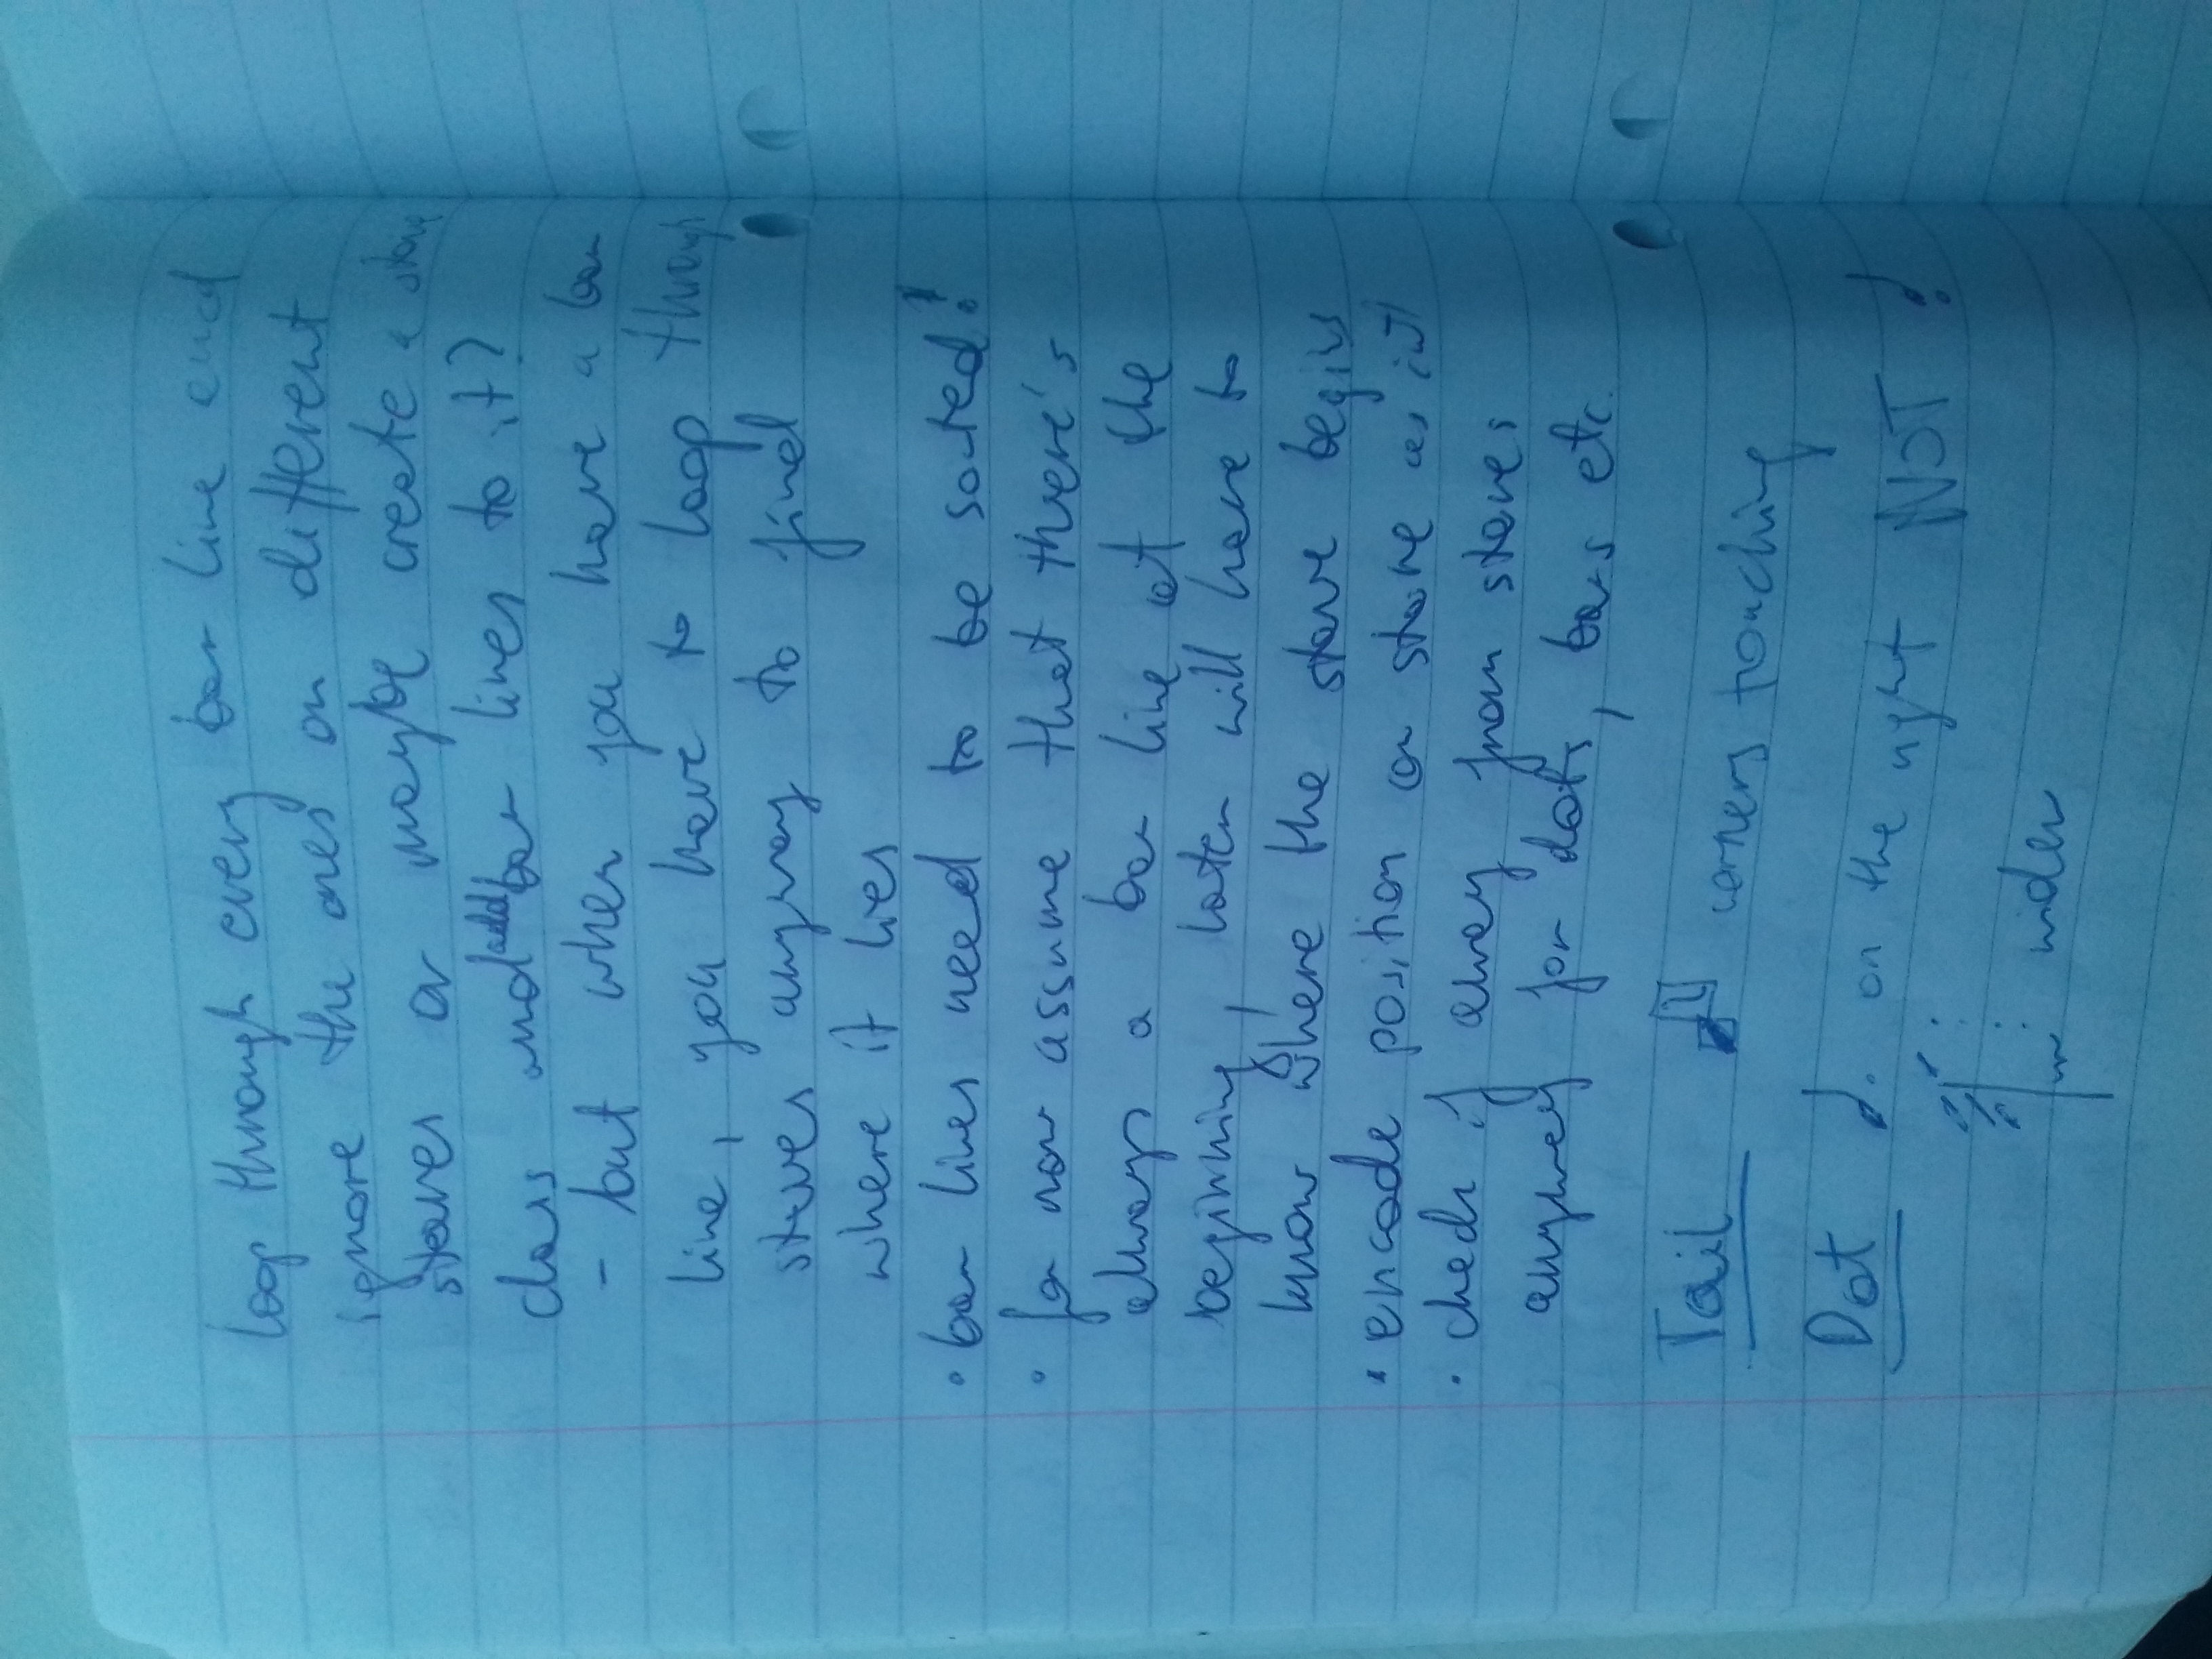 loop through every bar line and
ignore the ones on different
staves or maybe create a stave
class and add bar lines to it?
- but when you have a bar
line, you have to loop through
staves anyway to find
where it lies
• bar lines need to be sorted!
• for now assume that there's
always a bar line at the
beginning, later will have to
know where the stave begins
• encode position on stave as int
• check if away from staves
anyway for dots, bars etc.
Tail corners touching
Dot on the right NOT
wider